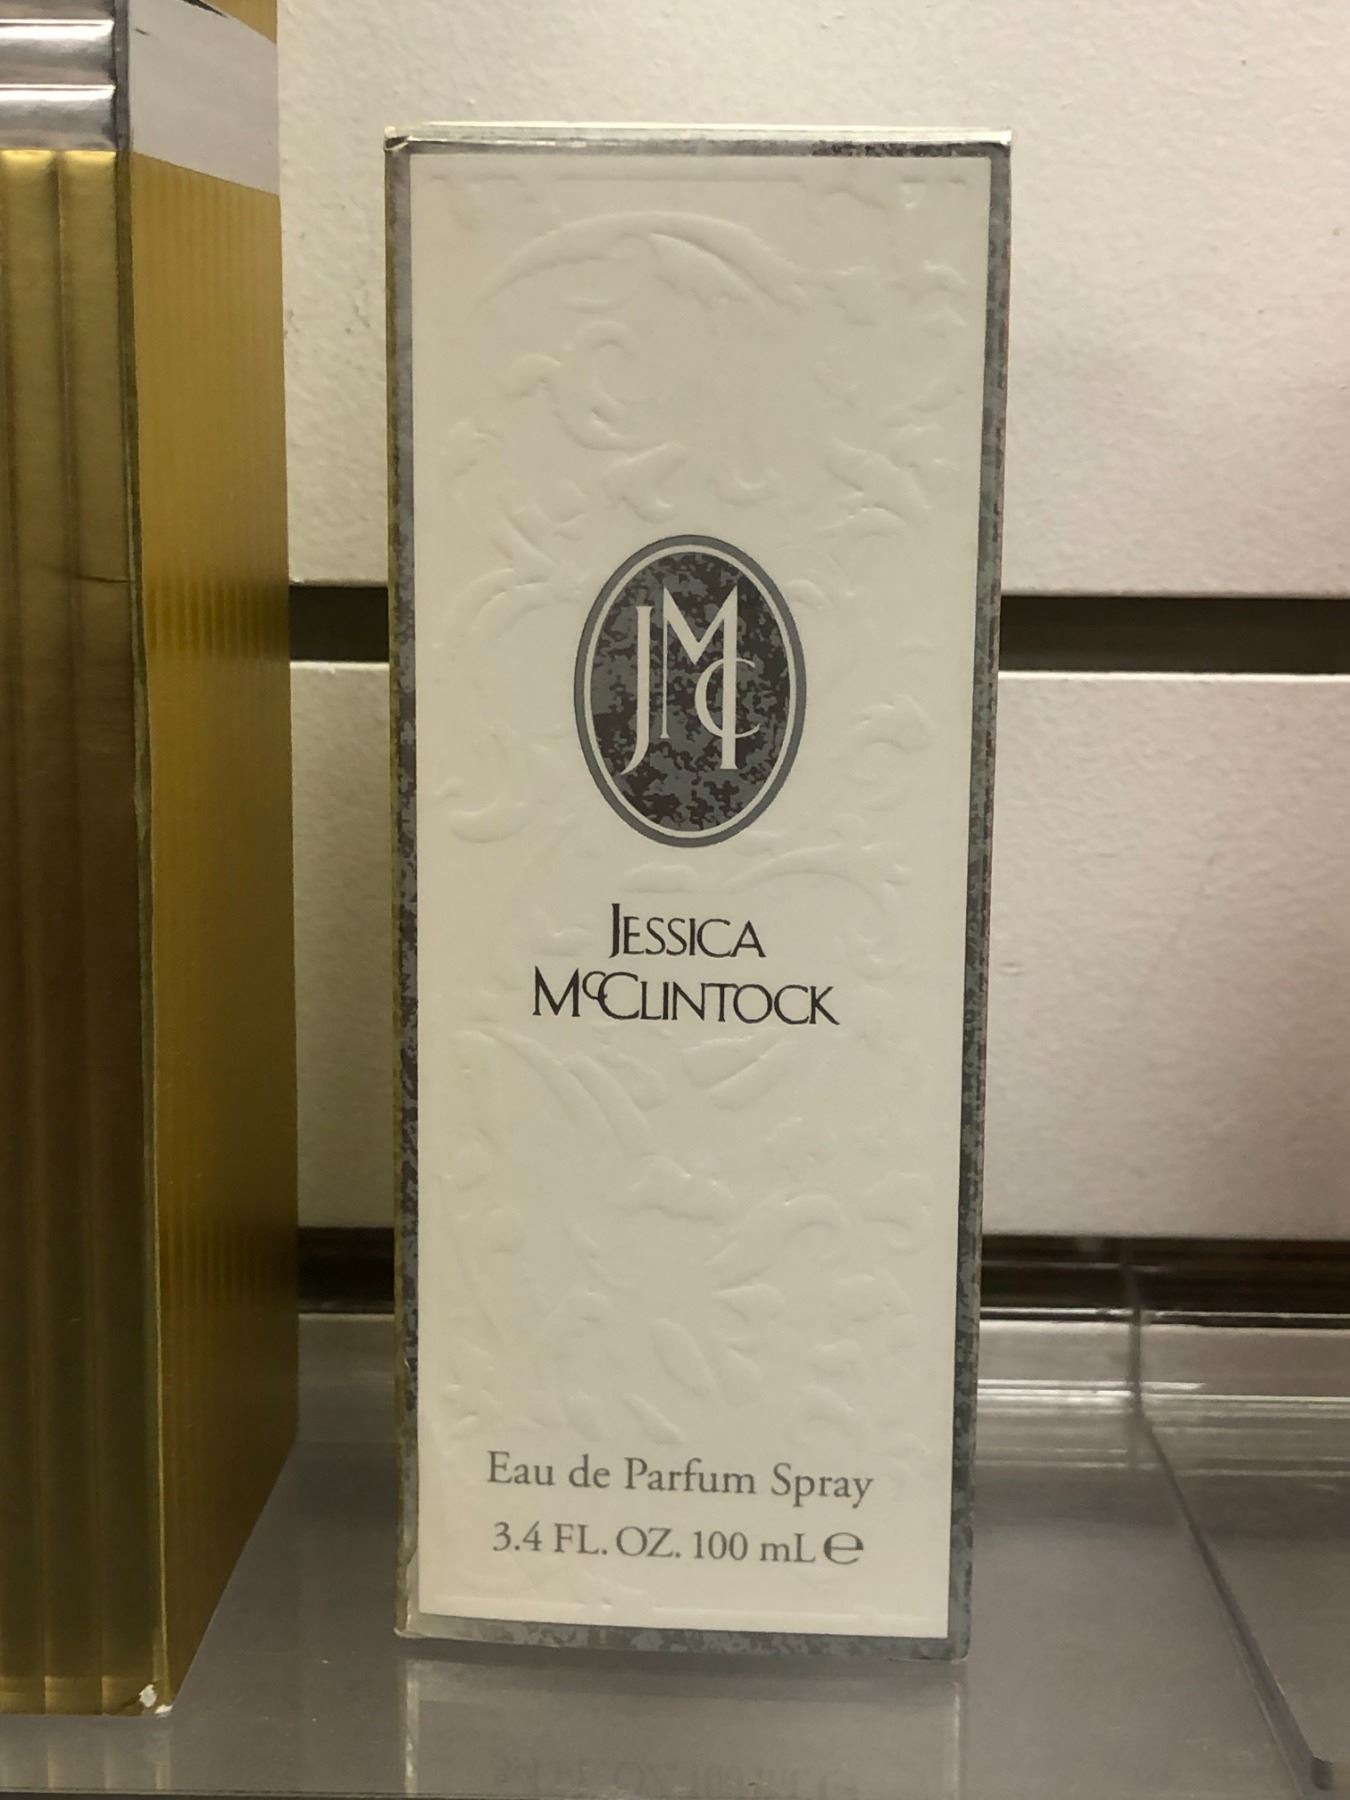 JMC
JESSICA
McCLINTOCK
Eau de Parfum Spray
3.4 FL. OZ. 100 mL ℮